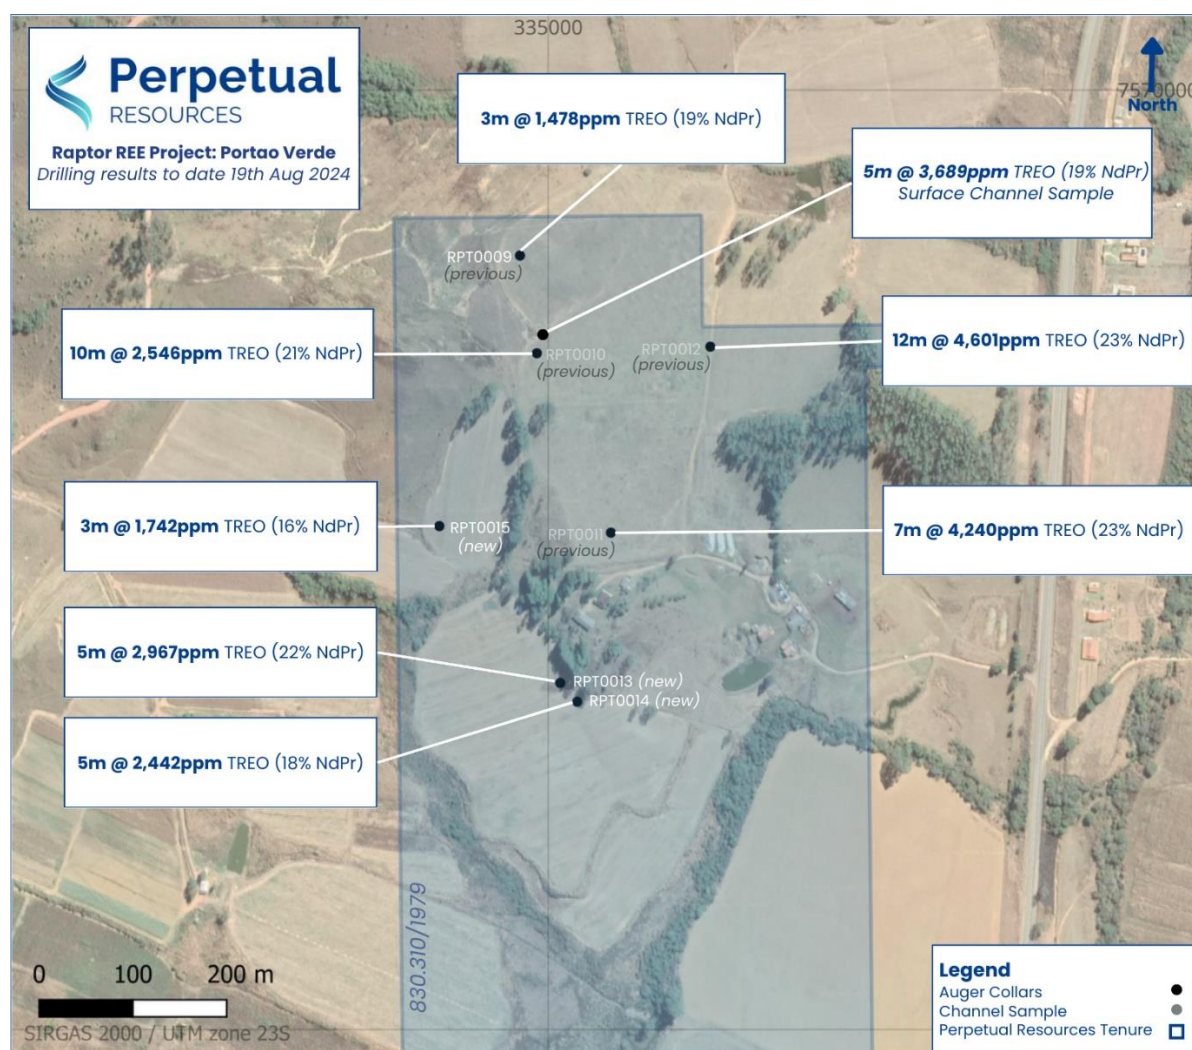 335000
Perpetual
RESOURCES
Raptor REE Project: Portao Verde
Drilling results to date 19th Aug 2024
7570000
North
3m @ 1,478ppm TREO (19% NdPr)
5m @ 3,689ppm TREO (19% NdPr)
Surface Channel Sample
RPT0009
(previous)
10m @ 2,546ppm TREO (21% NdPr)
RPT0010
(previous)
RPT0012
(previous)
12m @ 4,601ppm TREO (23% NdPr)
3m @ 1,742ppm TREO (16% NdPr)
RPT0015
(new)
RPT0011
(previous)
7m @ 4,240ppm TREO (23% NdPr)
5m @ 2,967ppm TREO (22% NdPr)
RPT0013 (new)
RPT0014 (new)
5m @ 2,442ppm TREO (18% NdPr)
830.310/1979
0 100 200 m
SIRGAS 2000 / UTM zone 23S
Legend
Auger Collars
Channel Sample
Perpetual Resources Tenure